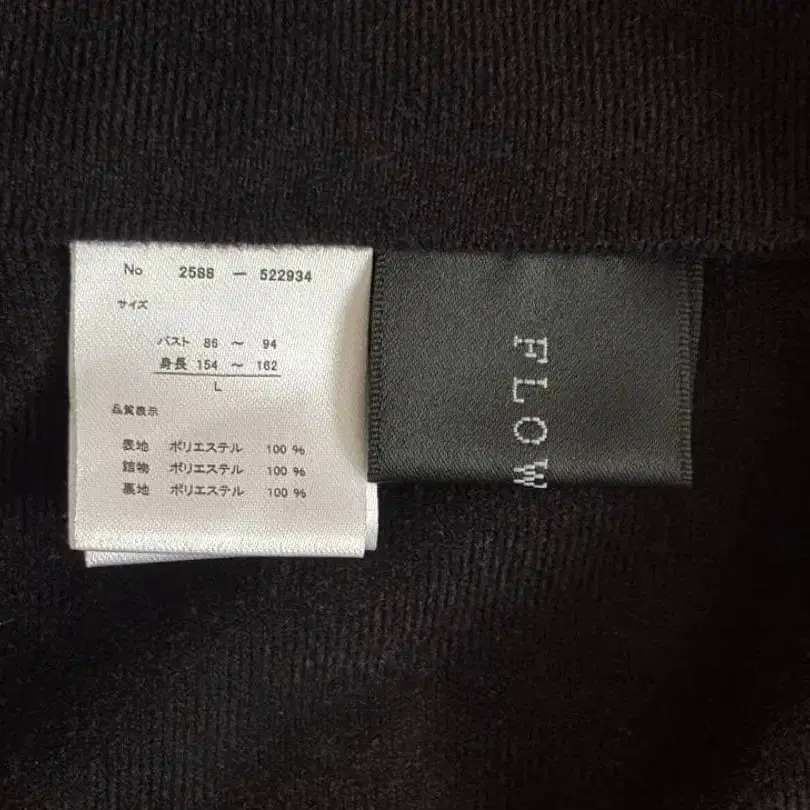 No 2588 - 522934
サイズ
バスト 86 ～ 94
身長 154 ～ 162
L
品質表示
表地 ポリエステル 100 %
別物 ポリエステル 100 %
裏地 ポリエステル 100 %
FLOW